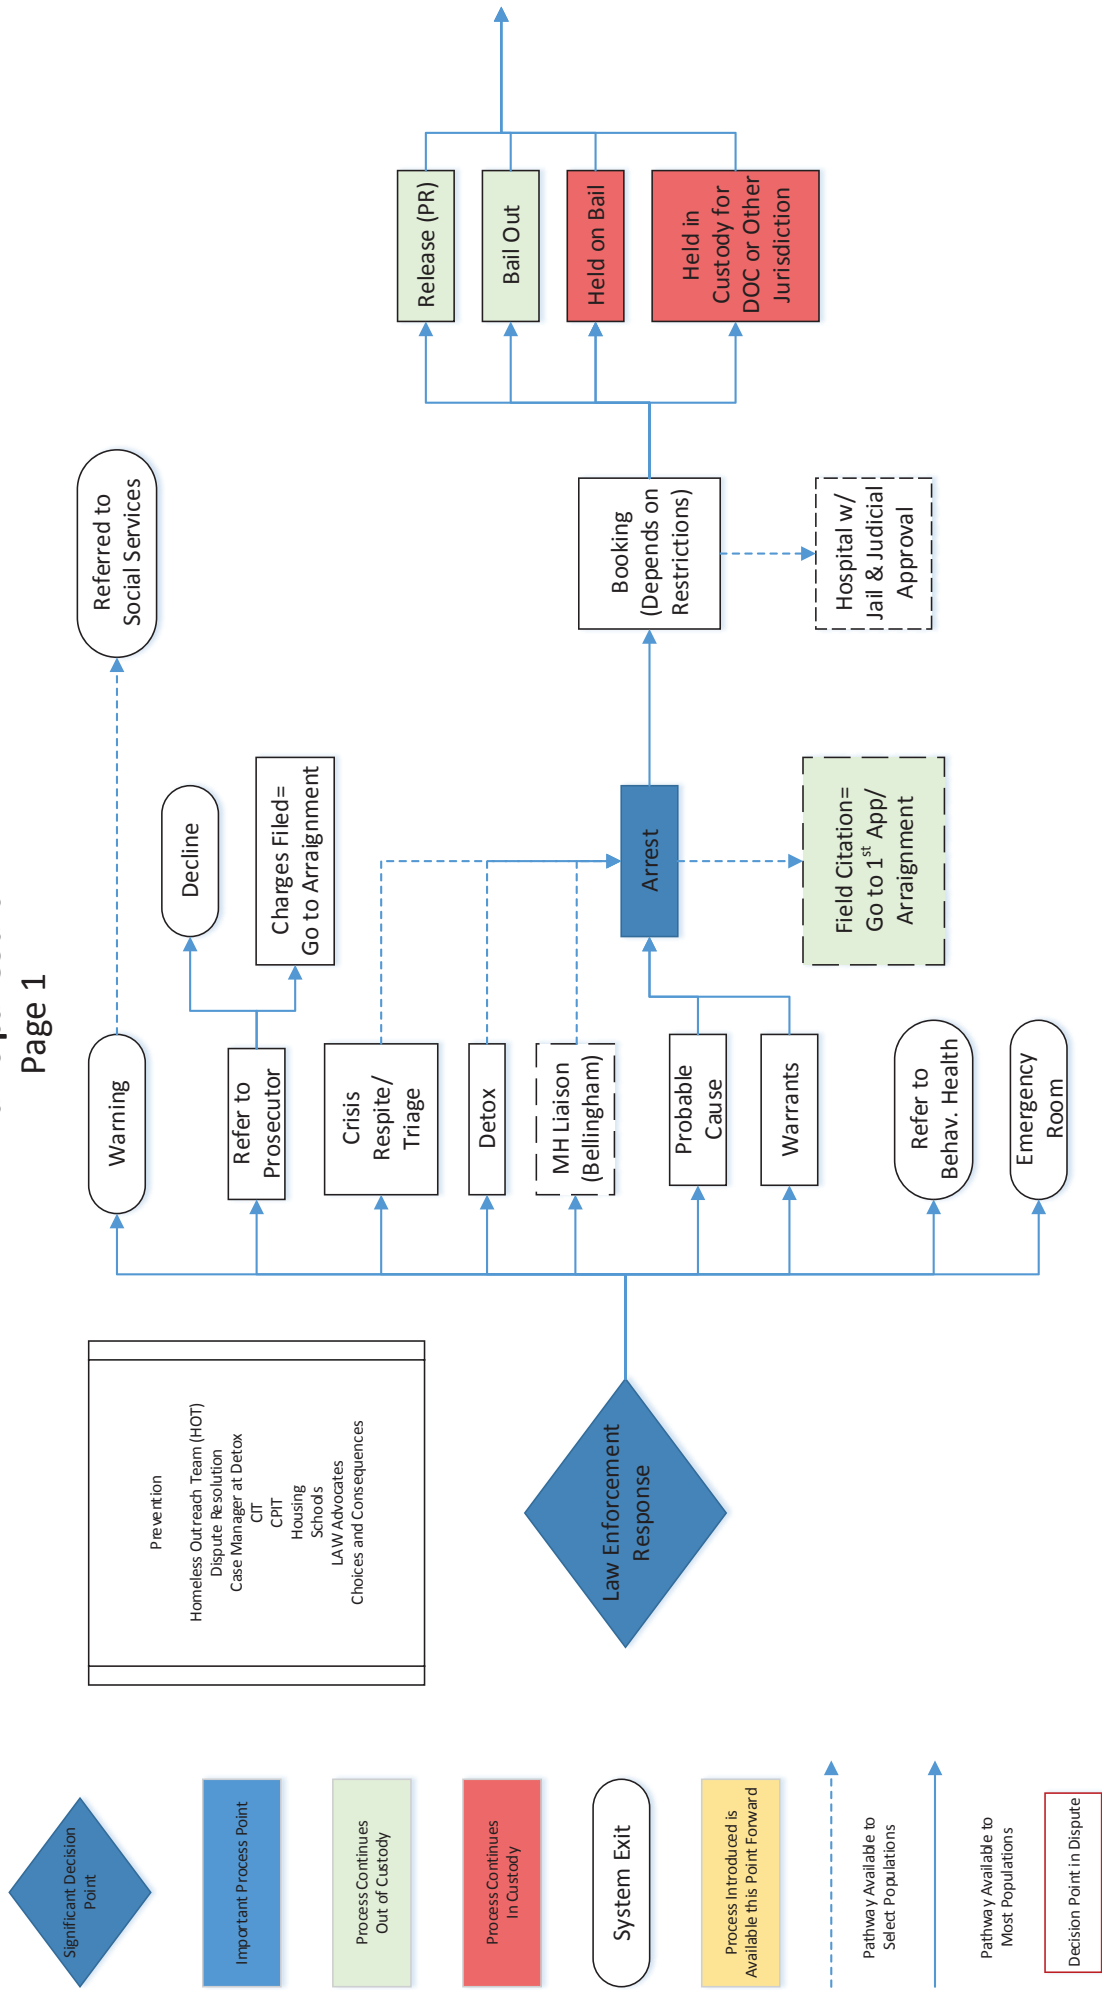 Page 1
Significant Decision
Point
Important Process Point
Process Continues
Out of Custody
Process Continues
In Custody
System Exit
Process Introduced is
Available this Point Forward
Pathway Available to
Select Populations
Pathway Available to
Most Populations
Decision Point in Dispute
Prevention
Homeless Outreach Team (HOT)
Dispute Resolution
Case Manager at Detox
CIT
CPIT
Housing
Schools
LAW Advocates
Choices and Consequences
Law Enforcement
Response
Warning
Refer to
Prosecutor
Crisis
Respite/
Triage
Detox
MH Liaison
(Bellingham)
Probable
Cause
Warrants
Refer to
Behav. Health
Emergency
Room
Decline
Charges Filed=
Go to Arraignment
Arrest
Field Citation=
Go to 1st App/
Arraignment
Referred to
Social Services
Booking
(Depends on
Restrictions)
Hospital w/
Jail & Judicial
Approval
Release (PR)
Bail Out
Held on Bail
Held in
Custody for
DOC or Other
Jurisdiction